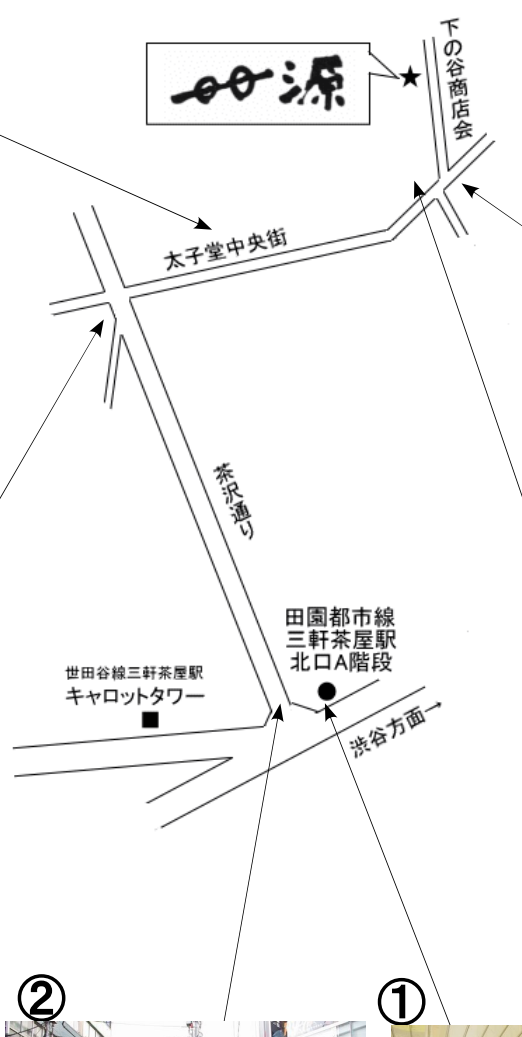 下の谷商店会
源
太子堂中央街
茶沢通り
田園都市線
三軒茶屋駅
北口A階段
世田谷線三軒茶屋駅
キャロットタワー
渋谷方面→
②
①